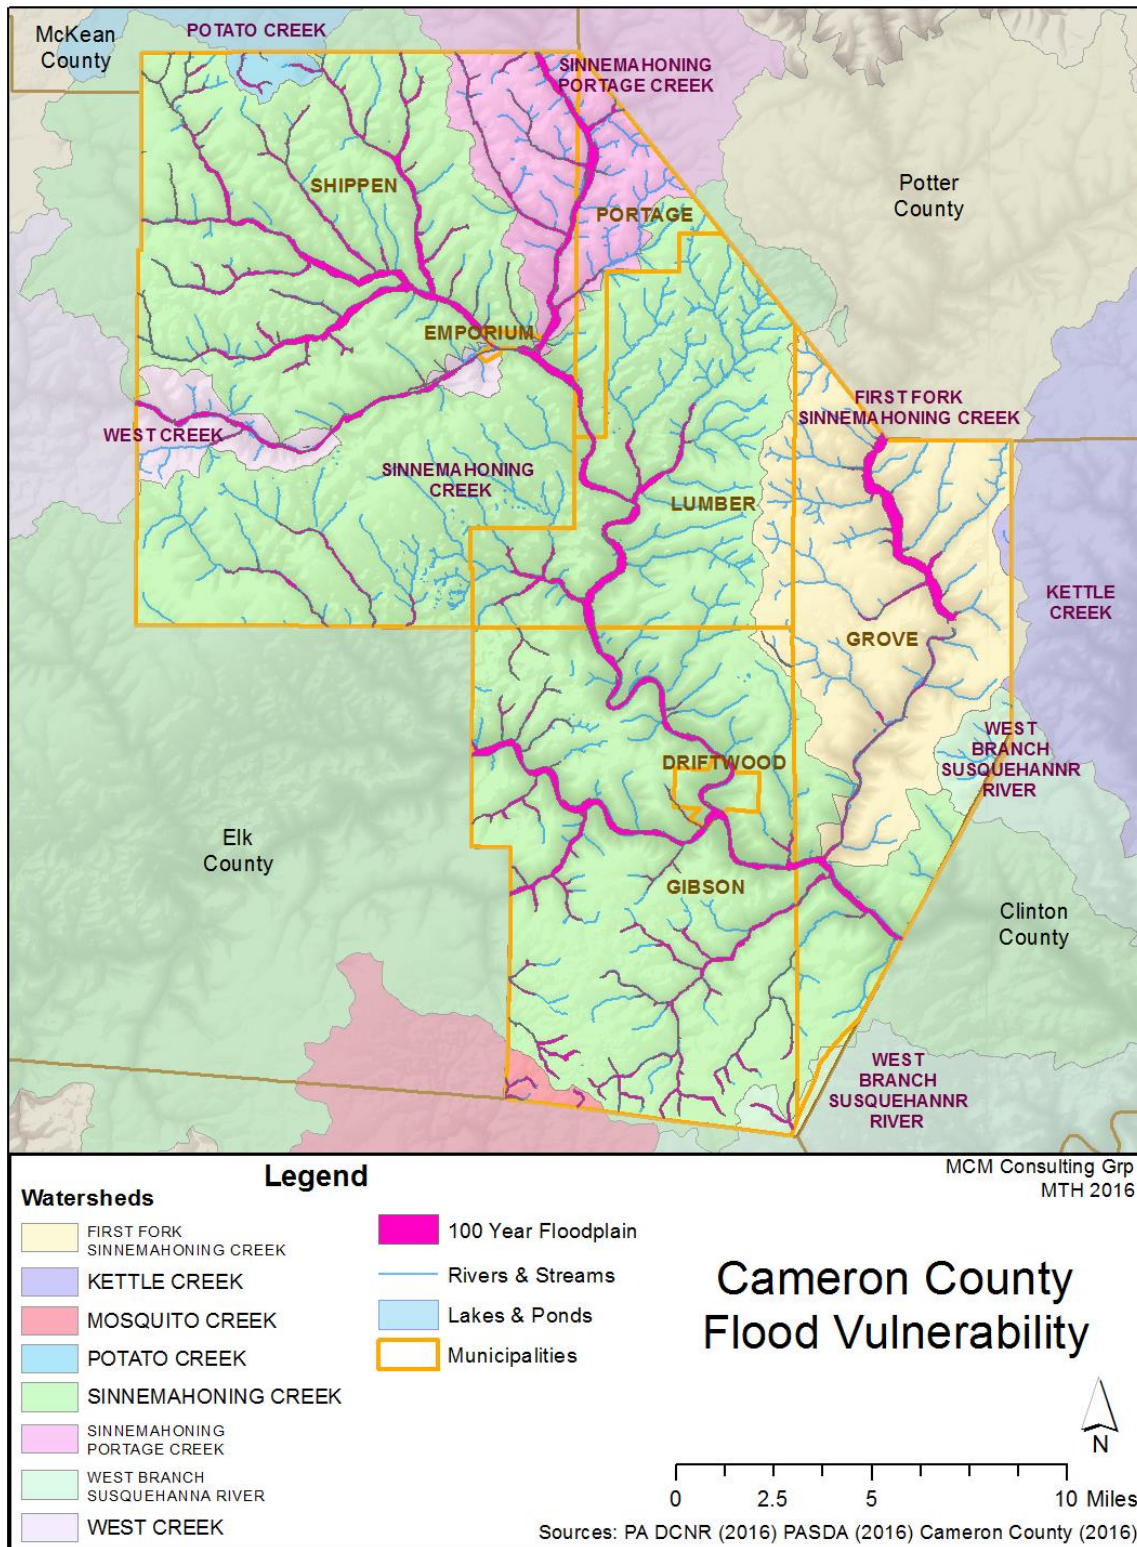 McKean
County
POTATO CREEK
SINNEMAHONING
PORTAGE CREEK
SHIPPEN
PORTAGE
Potter
County
EMPORIUM
FIRST FORK
SINNEMAHONING CREEK
WEST CREEK
SINNEMAHONING
CREEK
LUMBER
KETTLE
CREEK
GROVE
WEST
BRANCH
SUSQUEHANNR
RIVER
DRIFTWOOD
Elk
County
GIBSON
Clinton
County
WEST
BRANCH
SUSQUEHANNR
RIVER
MCM Consulting Grp
MTH 2016
Legend
Watersheds
FIRST FORK
SINNEMAHONING CREEK
KETTLE CREEK
MOSQUITO CREEK
POTATO CREEK
SINNEMAHONING CREEK
SINNEMAHONING
PORTAGE CREEK
WEST BRANCH
SUSQUEHANNA RIVER
WEST CREEK
100 Year Floodplain
Rivers & Streams
Lakes & Ponds
Municipalities
Cameron County
Flood Vulnerability
N
0 2.5 5 10 Miles
Sources: PA DCNR (2016) PASDA (2016) Cameron County (2016)